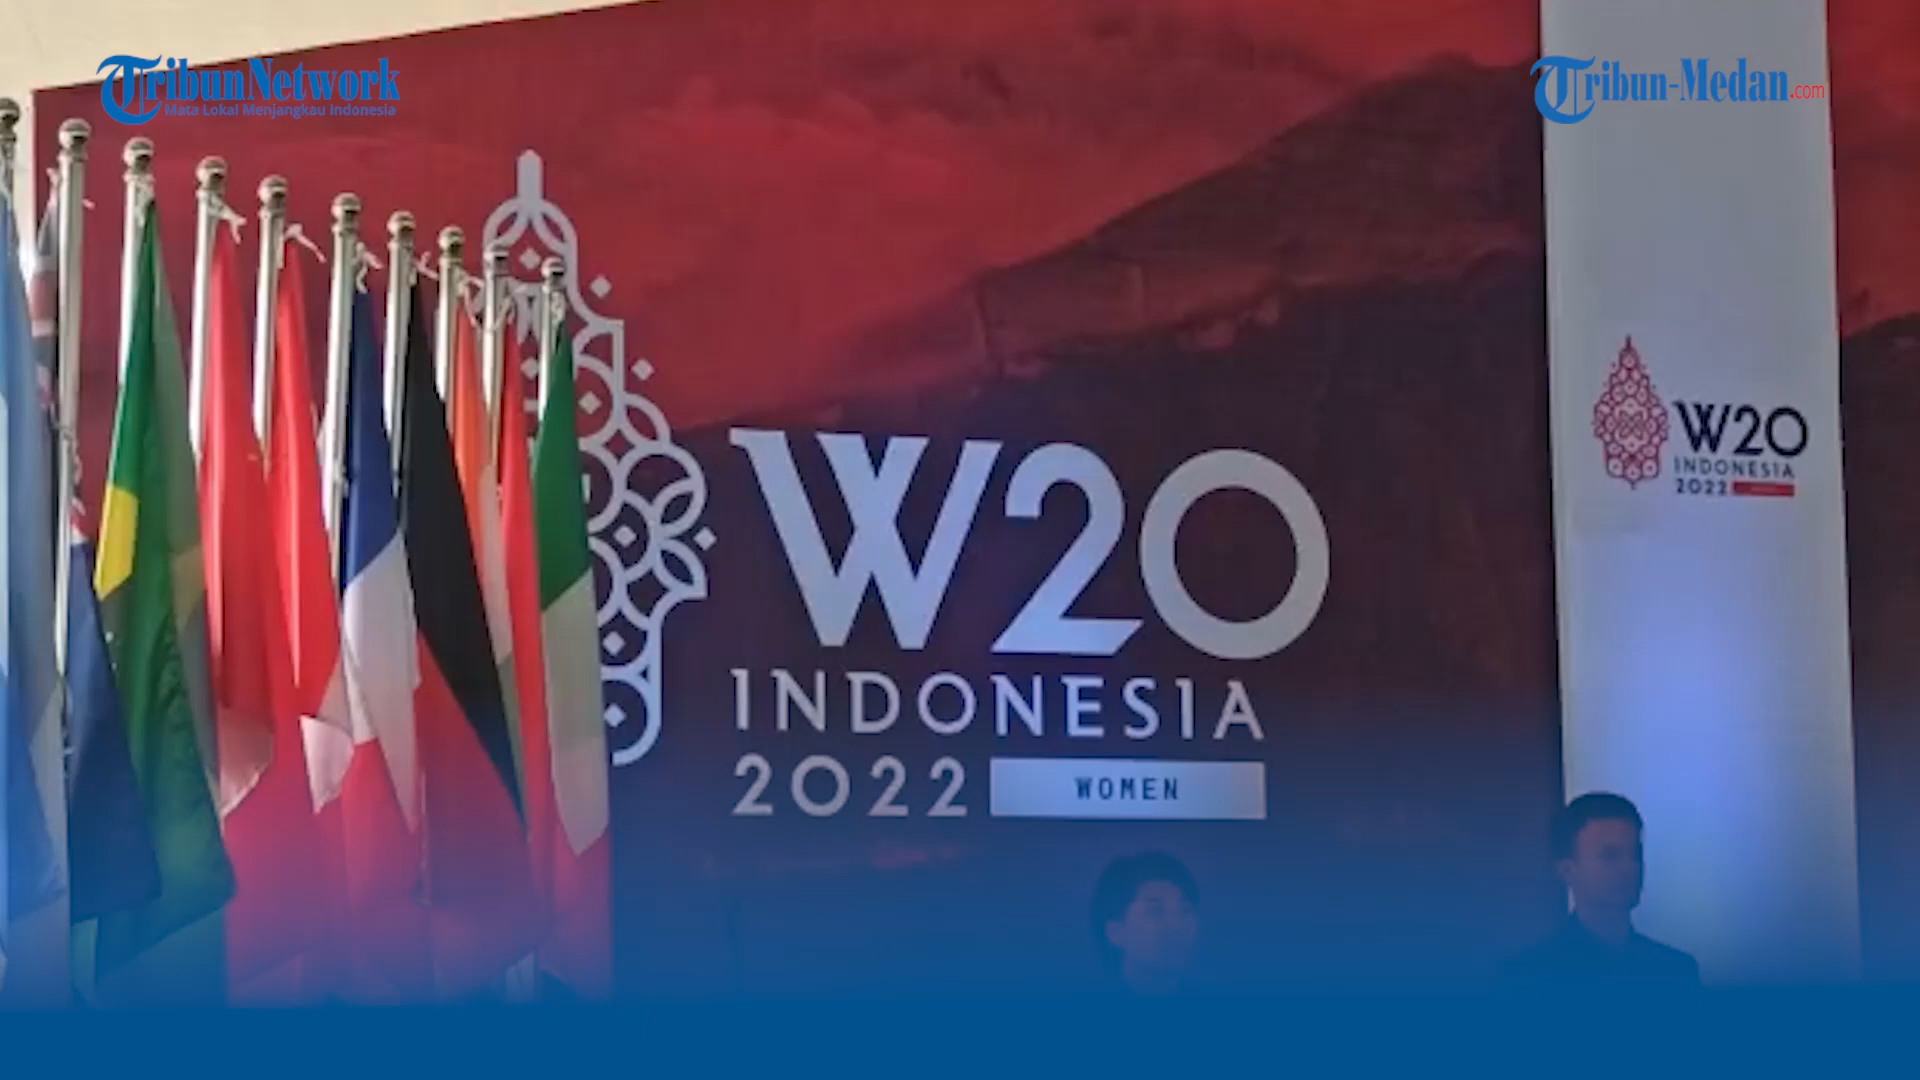 TribunNetwork
Mata Lokal Menjangkau Indonesia
Tribun-Medan.com
W20
INDONESIA
2022 WOMEN
W20
INDONESIA
2022